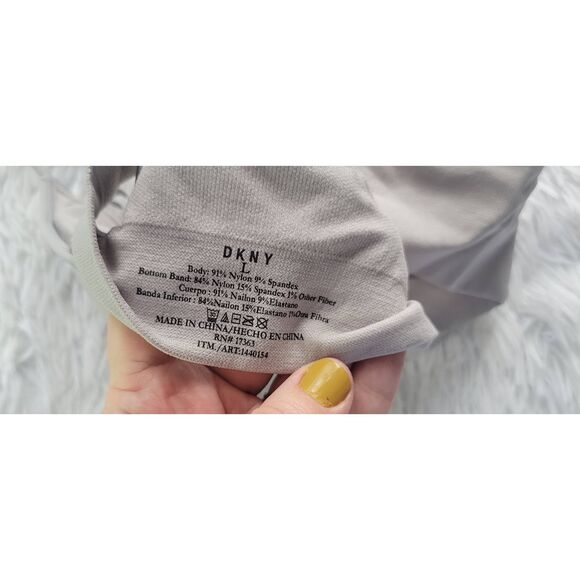 DKNY
L
Body: 91% Nylon 9% Spandex
Bottom Band: 84% Nylon 15% Spandex 1% Other Fiber
Cuerpo : 91% Nailon 9%Elastano
Banda Inferior : 84%Nailon 15%Elastano 1%Otra Fibra
MADE IN CHINA/HECHO EN CHINA
RN# 17363
ITM./ART:1440154